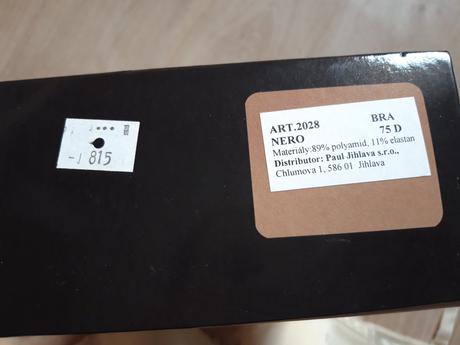 815
ART.2028 BRA
NERO 75 D
Materiály:89% polyamid, 11% elastan
Distributor: Paul Jihlava s.r.o.,
Chlumova 1, 586 01 Jihlava